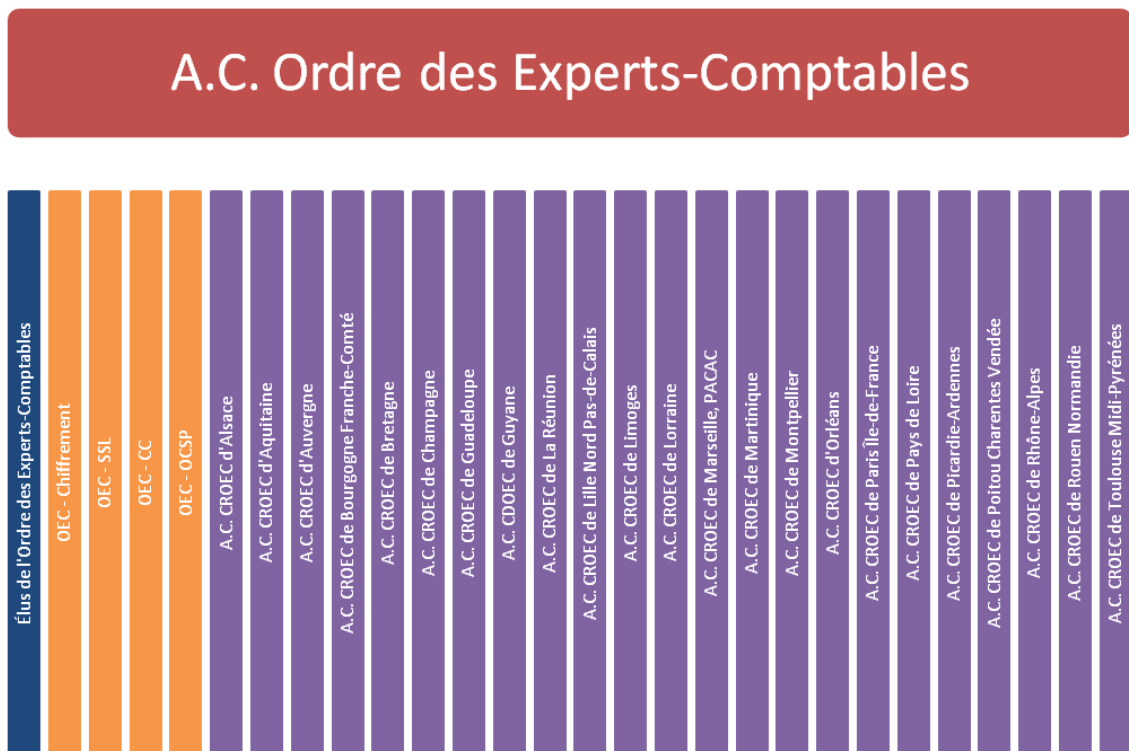 A.C. Ordre des Experts-Comptables
Élus de l'Ordre des Experts-Comptables
OEC - Chiffrement
OEC - SSL
OEC - CC
OEC - OCSP
A.C. CROEC d'Alsace
A.C. CROEC d'Aquitaine
A.C. CROEC d'Auvergne
A.C. CROEC de Bourgogne Franche-Comté
A.C. CROEC de Bretagne
A.C. CROEC de Champagne
A.C. CROEC de Guadeloupe
A.C. CDOEC de Guyane
A.C. CROEC de La Réunion
A.C. CROEC de Lille Nord Pas-de-Calais
A.C. CROEC de Limoges
A.C. CROEC de Lorraine
A.C. CROEC de Marseille, PACAC
A.C. CROEC de Martinique
A.C. CROEC de Montpellier
A.C. CROEC d'Orléans
A.C. CROEC de Paris Île-de-France
A.C. CROEC de Pays de Loire
A.C. CROEC de Picardie-Ardennes
A.C. CROEC de Poitou Charentes Vendée
A.C. CROEC de Rhône-Alpes
A.C. CROEC de Rouen Normandie
A.C. CROEC de Toulouse Midi-Pyrénées